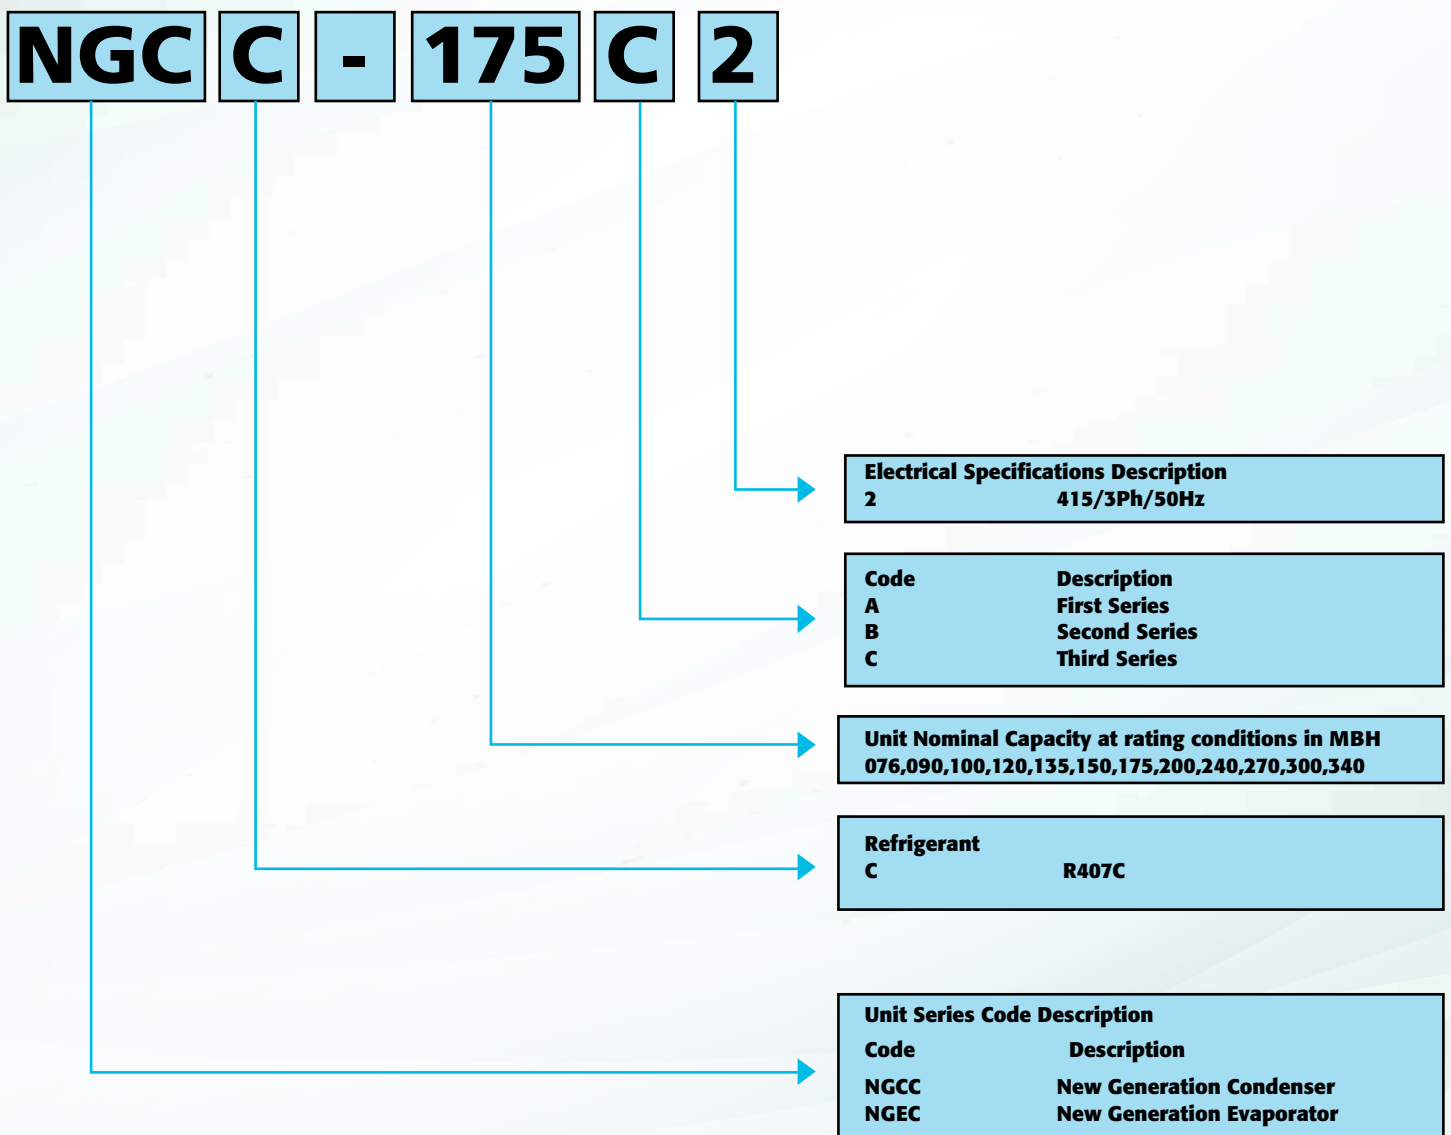 NGC C - 175 C 2
Electrical Specifications Description
2 415/3Ph/50Hz
Code Description
A First Series
B Second Series
C Third Series
Unit Nominal Capacity at rating conditions in MBH
076,090,100,120,135,150,175,200,240,270,300,340
Refrigerant
C R407C
Unit Series Code Description
Code Description
NGCC New Generation Condenser
NGEC New Generation Evaporator